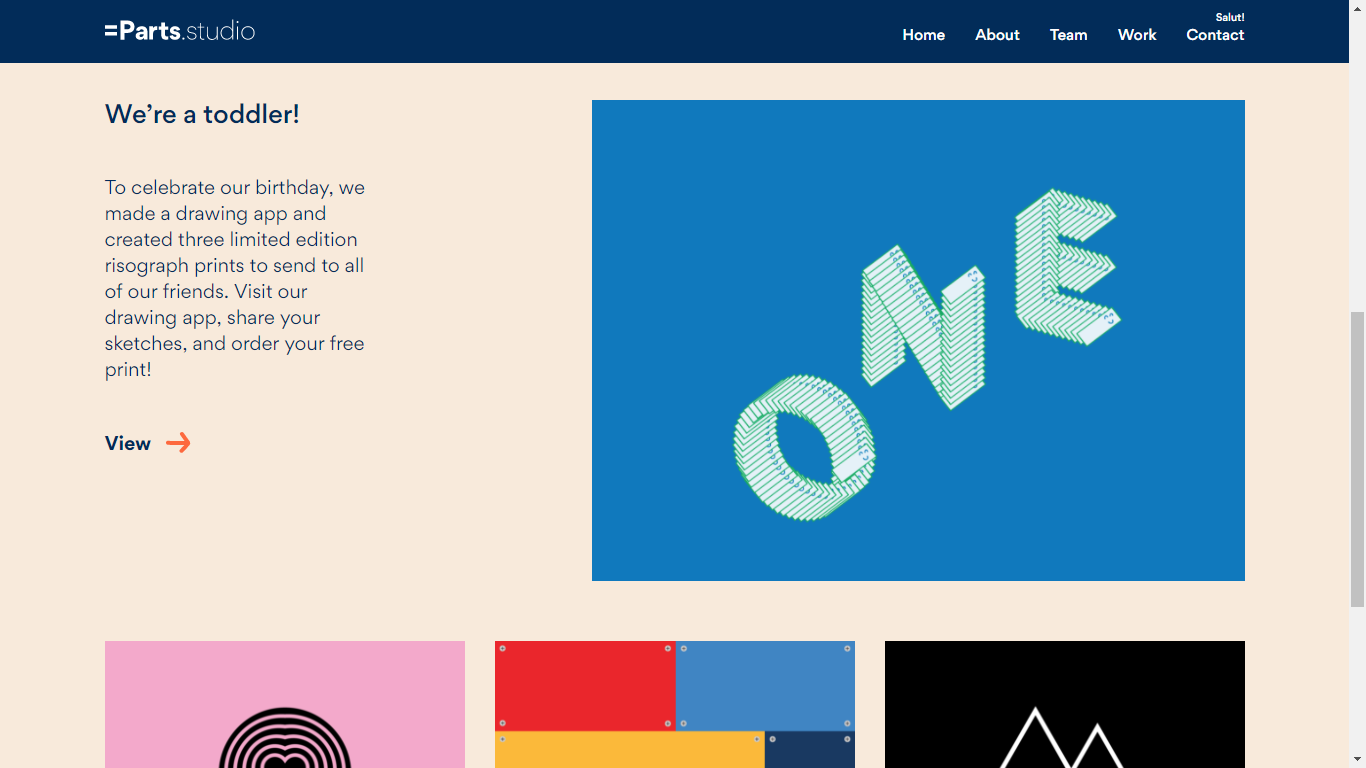 =Parts.studio
Salut!
Home About Team Work Contact
We’re a toddler!
To celebrate our birthday, we
made a drawing app and
created three limited edition
risograph prints to send to all
of our friends. Visit our
drawing app, share your
sketches, and order your free
print!
View
ONE